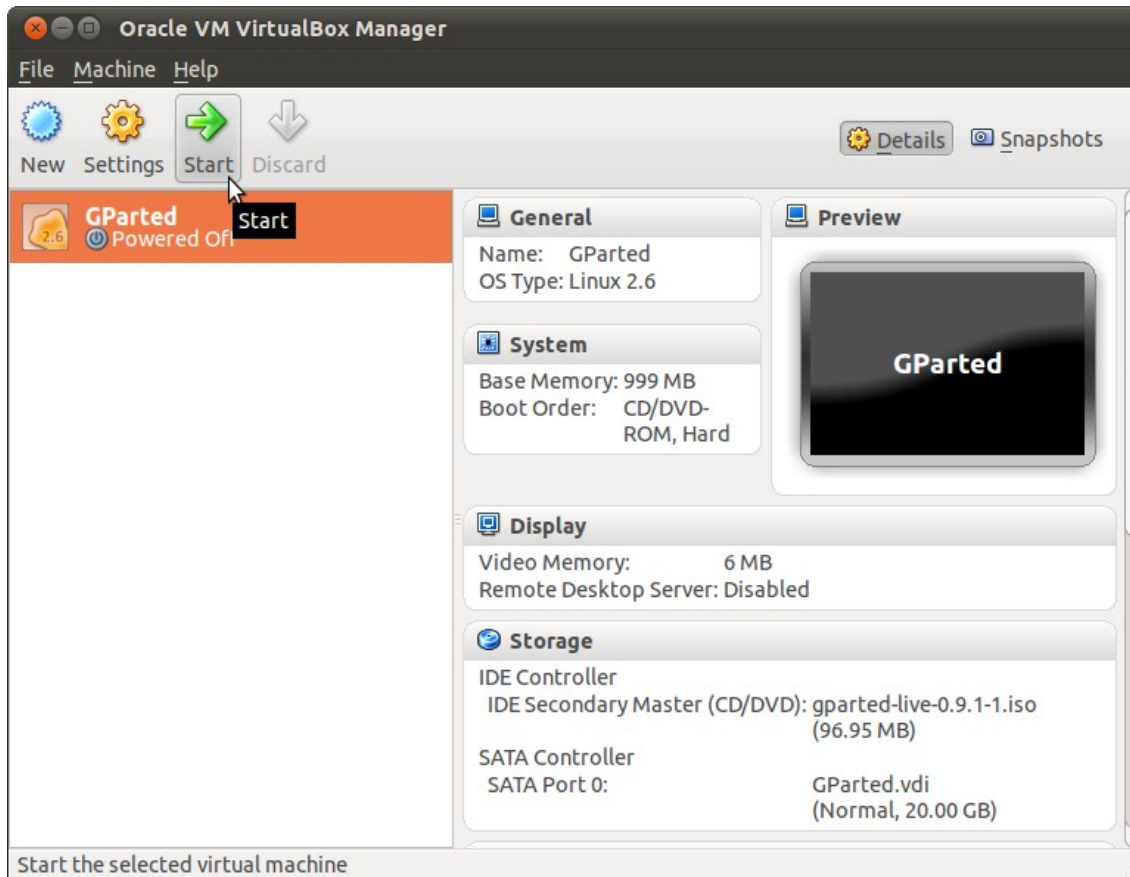 Oracle VM VirtualBox Manager
File Machine Help
New Settings Start Discard
Details Snapshots
GParted
Powered Off
2.6
Start
General
Name: GParted
OS Type: Linux 2.6
System
Base Memory: 999 MB
Boot Order: CD/DVD-
ROM, Hard
Preview
GParted
Display
Video Memory: 6 MB
Remote Desktop Server: Disabled
Storage
IDE Controller
IDE Secondary Master (CD/DVD): gparted-live-0.9.1-1.iso
(96.95 MB)
SATA Controller
SATA Port 0: GParted.vdi
(Normal, 20.00 GB)
Start the selected virtual machine